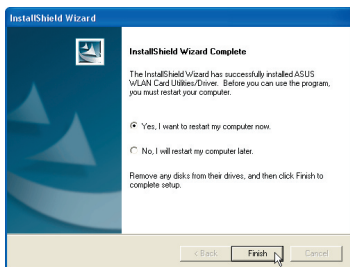 InstallShield Wizard
InstallShield Wizard Complete
The InstallShield Wizard has successfully installed ASUS
WLAN Card Utilities/Driver. Before you can use the program,
you must restart your computer.
Yes, I want to restart my computer now.
No, I will restart my computer later.
Remove any disks from their drives, and then click Finish to
complete setup.
< Back
Finish
Cancel